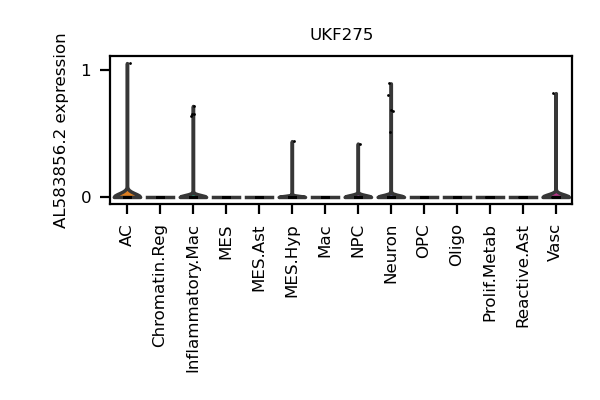 UKF275
AL583856.2 expression
1
0
AC
Chromatin.Reg
Inflammatory.Mac
MES
MES.Ast
MES.Hyp
Mac
NPC
Neuron
OPC
Oligo
Prolif.Metab
Reactive.Ast
Vasc